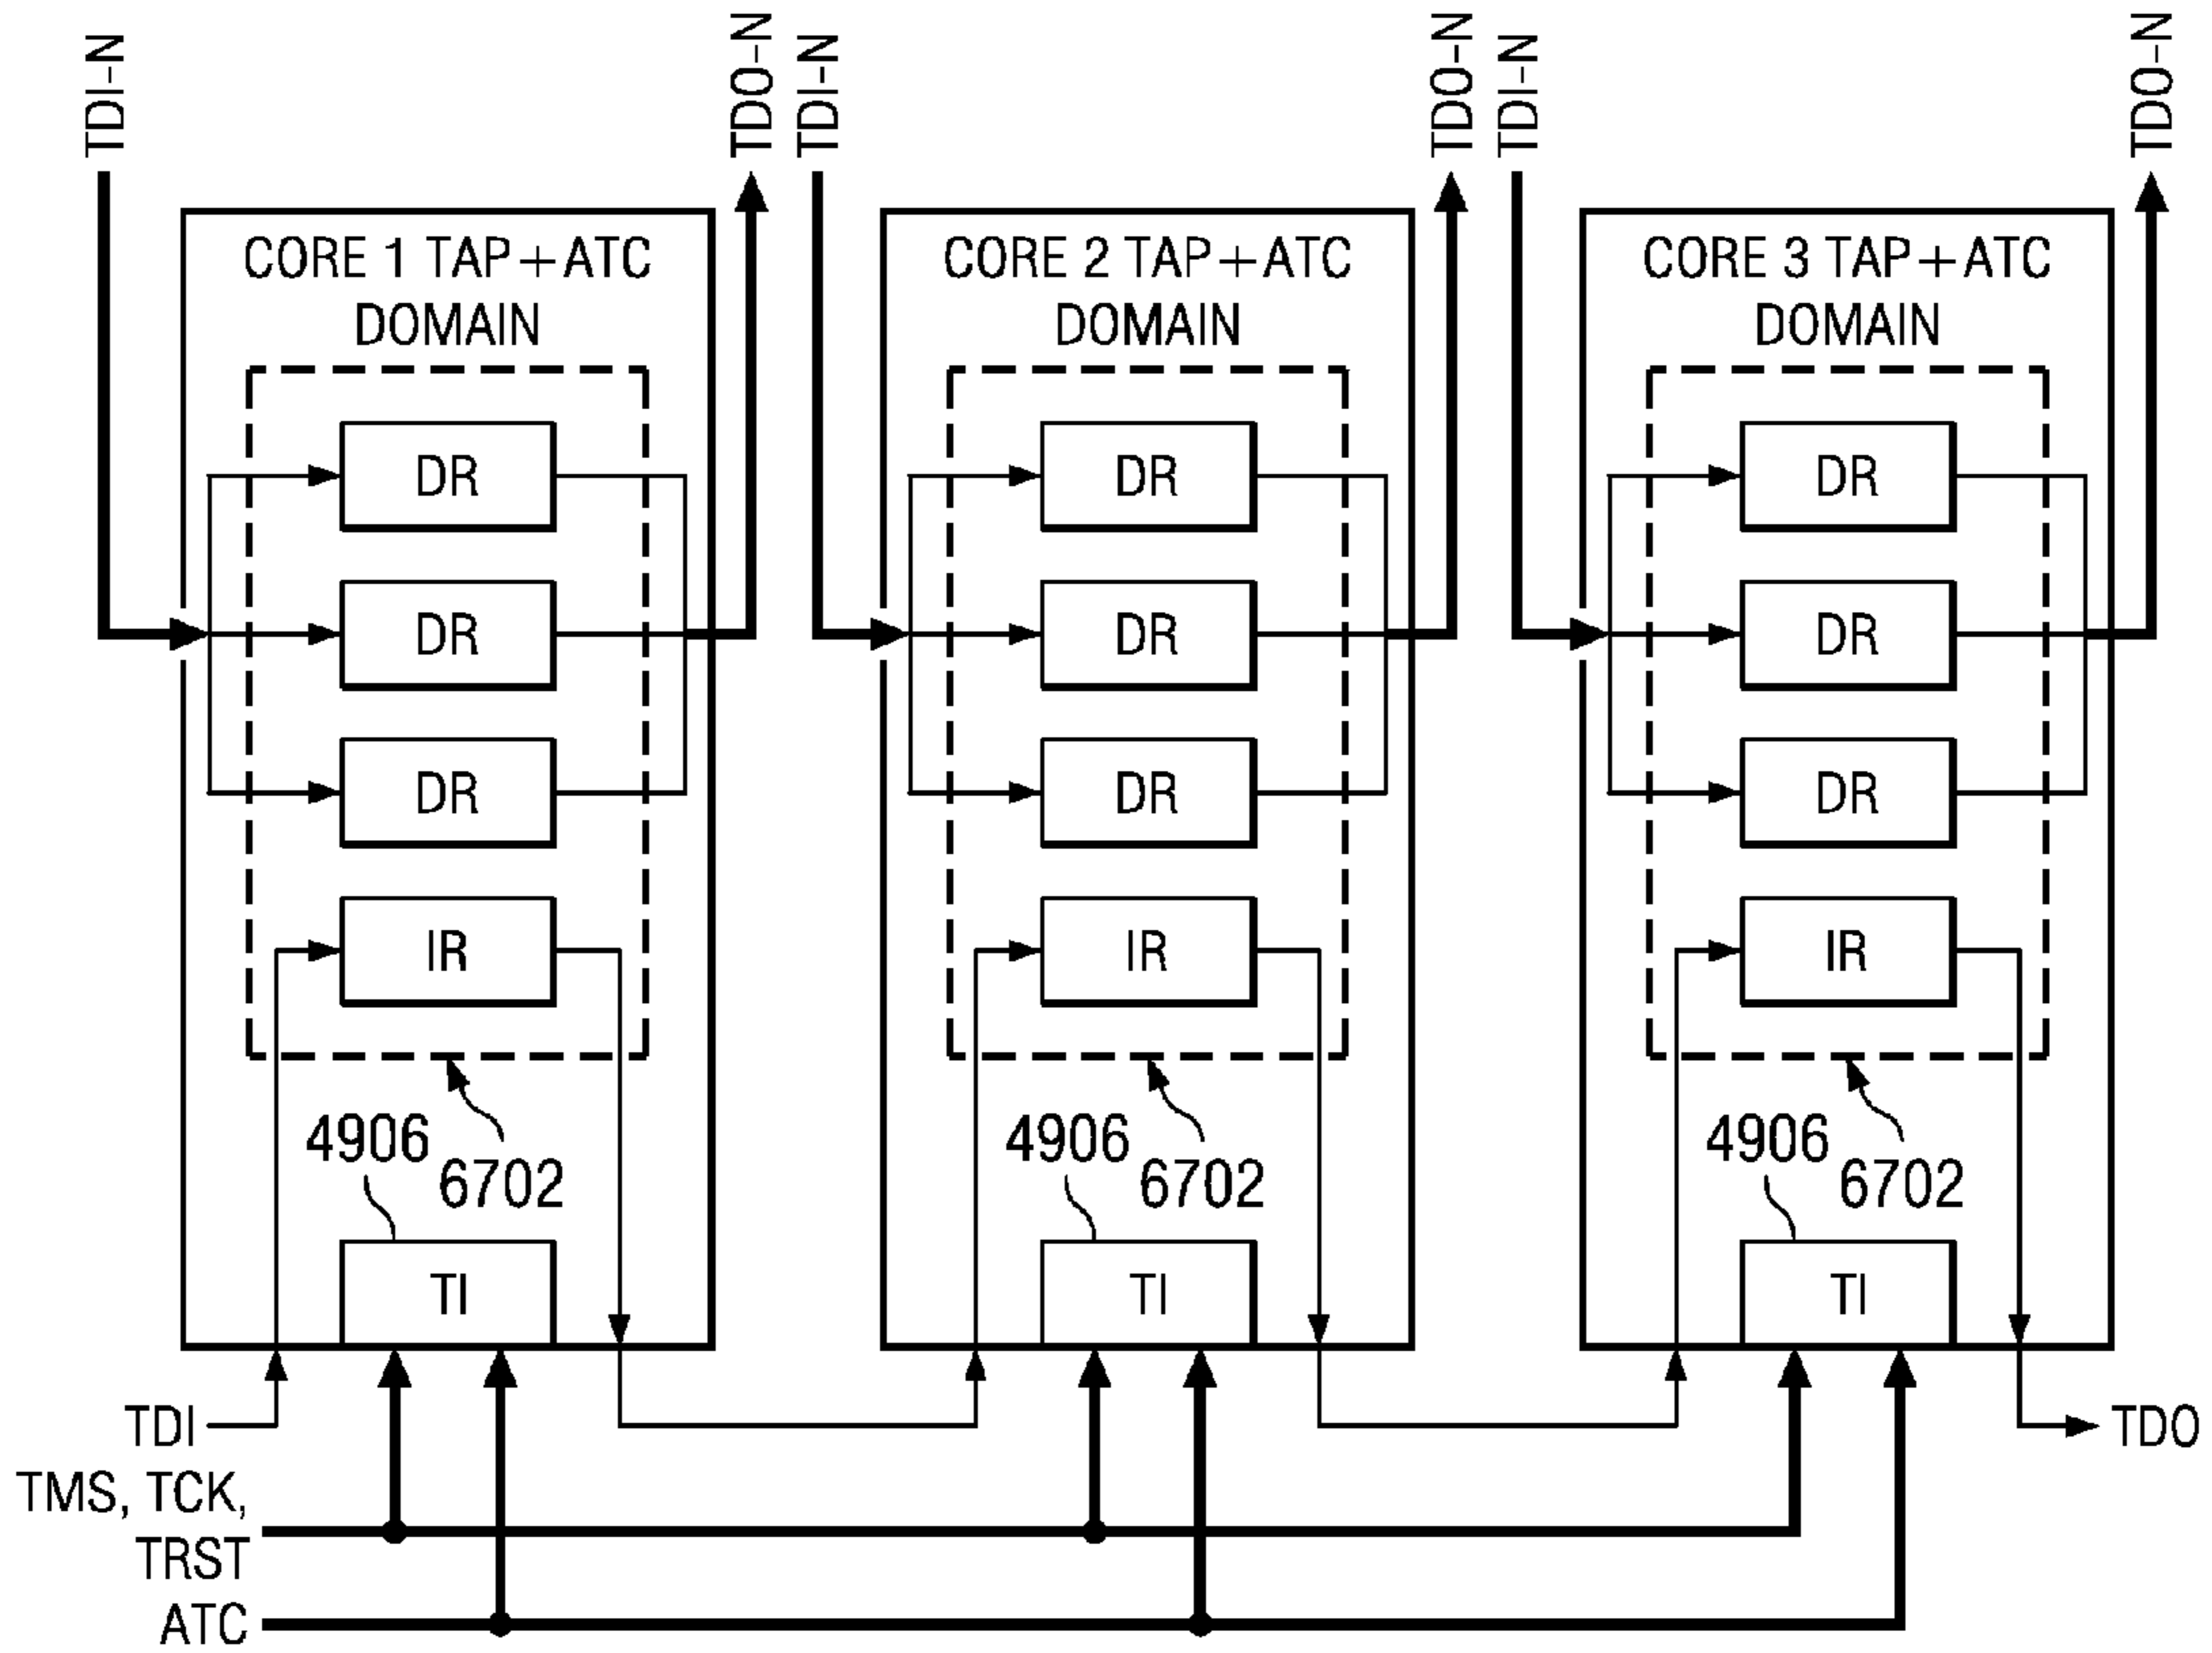 TDI-N
TDO-N
TDI-N
TDO-N
TDI-N
TDO-N
CORE 1 TAP+ATC
DOMAIN
DR
DR
DR
IR
4906
6702
TI
CORE 2 TAP+ATC
DOMAIN
DR
DR
DR
IR
4906
6702
TI
CORE 3 TAP+ATC
DOMAIN
DR
DR
DR
IR
4906
6702
TI
TDI
TDO
TMS, TCK,
TRST
ATC